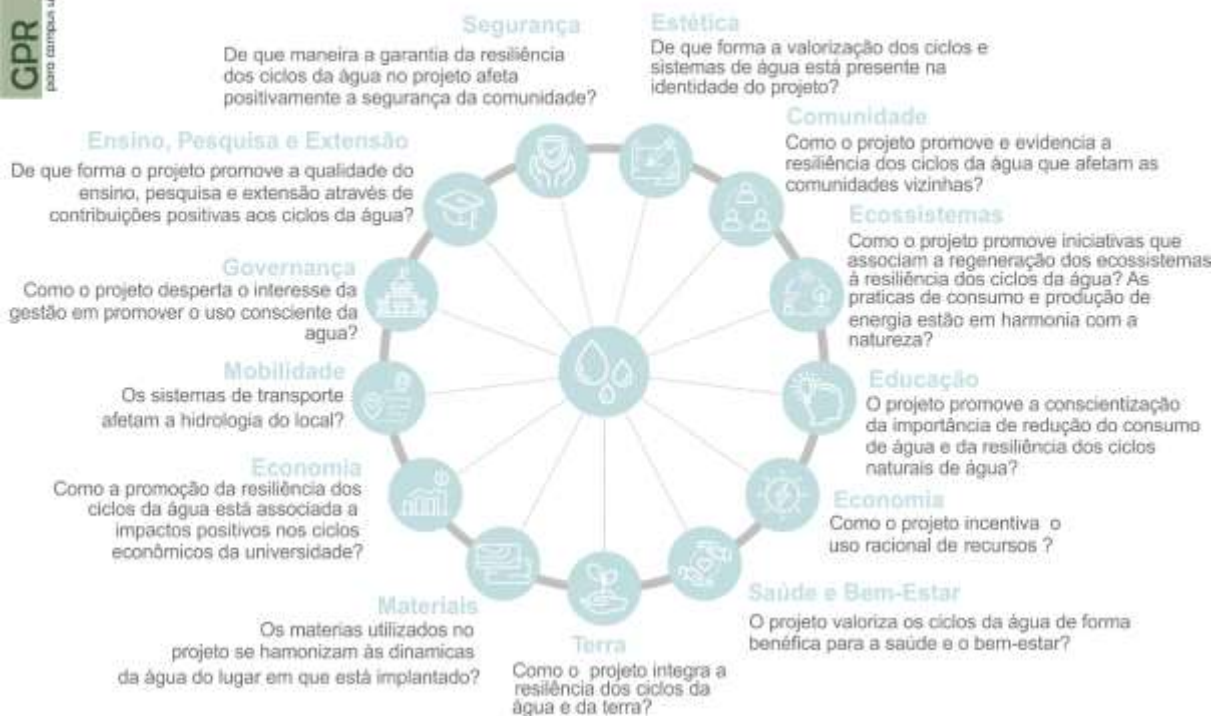 GPR
Segurança
De que maneira a garantia da resiliência
dos ciclos da água no projeto afeta
positivamente a segurança da comunidade?
Estética
De que forma a valorização dos ciclos e
sistemas de água está presente na
identidade do projeto?
Comunidade
Como o projeto promove e evidencia a
resiliência dos ciclos da água que afetam as
comunidades vizinhas?
Ecossistemas
Como o projeto promove iniciativas que
associam a regeneração dos ecossistemas
à resiliência dos ciclos da água? As
praticas de consumo e produção de
energia estão em harmonia com a
natureza?
Educação
O projeto promove a conscientização
da importância de redução do consumo
de água e da resiliência dos ciclos
naturais de água?
Economia
Como o projeto incentiva o
uso racional de recursos ?
Saúde e Bem-Estar
O projeto valoriza os ciclos da água de forma
benéfica para a saúde e o bem-estar?
Terra
Como o projeto integra a
resilência dos ciclos da
água e da terra?
Materiais
Os materias utilizados no
projeto se hamonizam às dinamicas
da água do lugar em que está implantado?
Economia
Como a promoção da resiliência dos
ciclos da água está associada a
impactos positivos nos ciclos
econômicos da universidade?
Mobilidade
Os sistemas de transporte
afetam a hidrologia do local?
Governança
Como o projeto desperta o interesse da
gestão em promover o uso consciente da
agua?
Ensino, Pesquisa e Extensão
De que forma o projeto promove a qualidade do
ensino, pesquisa e extensão através de
contribuições positivas aos ciclos da água?